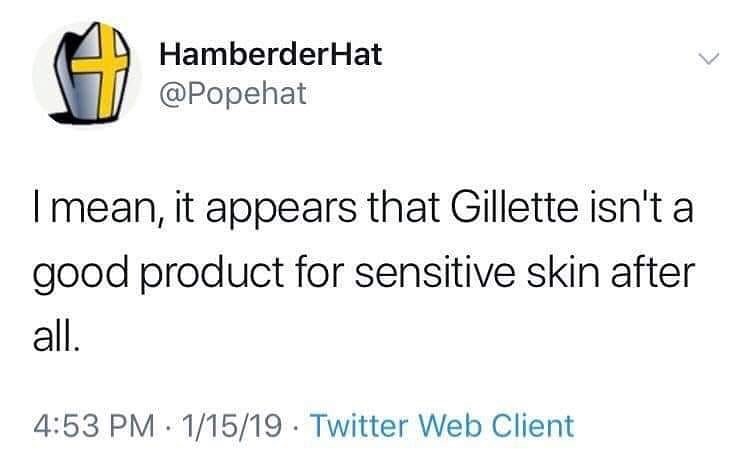 HamberderHat
@Popehat
I mean, it appears that Gillette isn't a
good product for sensitive skin after
all.
4:53 PM · 1/15/19 · Twitter Web Client